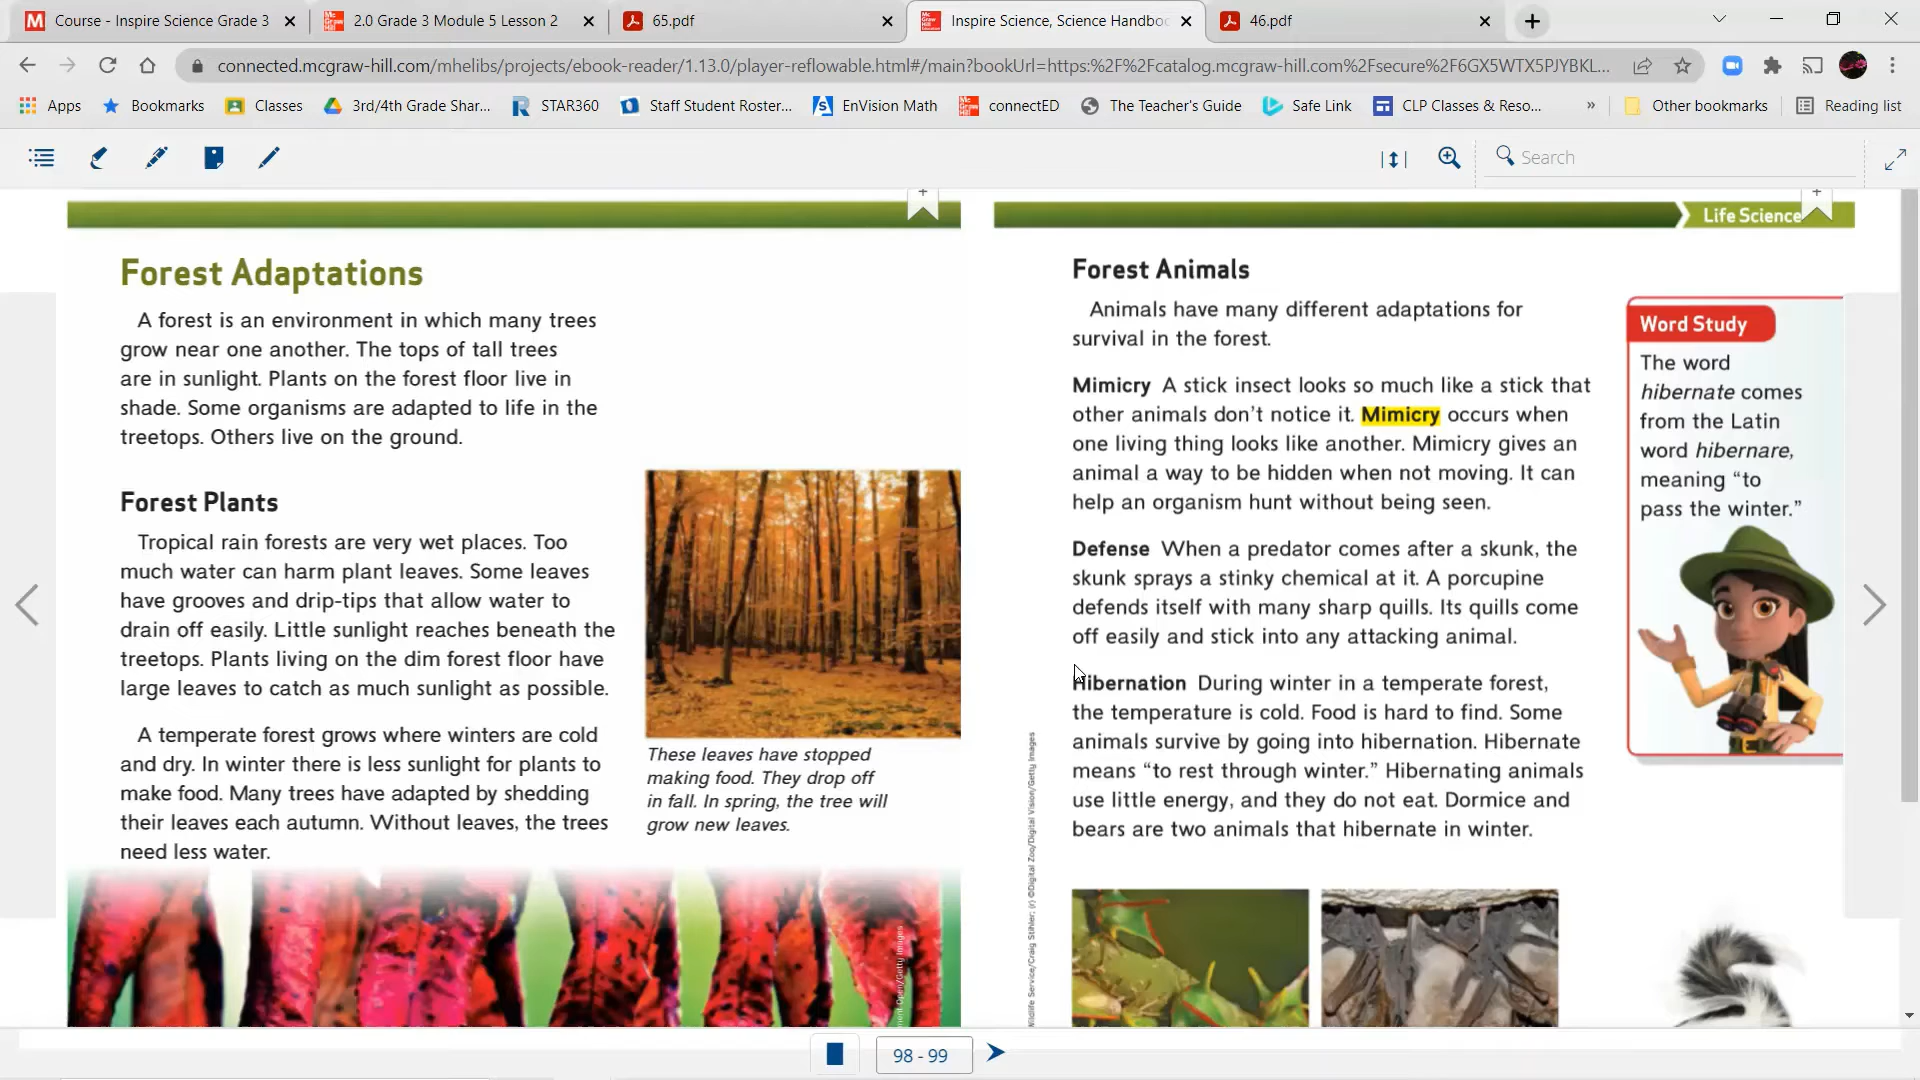 Course - Inspire Science Grade 3
2.0 Grade 3 Module 5 Lesson 2
65.pdf
Inspire Science, Science Handboo
46.pdf
connected.mcgraw-hill.com/mhelibs/projects/ebook-reader/1.13.0/player-reflowable.html#/main?bookUrl=https:%2F%2Fcatalog.mcgraw-hill.com%2Fsecure%2F6GX5WTX5PJYBKL...
Apps
Bookmarks
Classes
3rd/4th Grade Shar...
STAR360
Staff Student Roster...
EnVision Math
connectED
The Teacher's Guide
Safe Link
CLP Classes & Reso...
»
Other bookmarks
Reading list
Search
Forest Adaptations
A forest is an environment in which many trees
grow near one another. The tops of tall trees
are in sunlight. Plants on the forest floor live in
shade. Some organisms are adapted to life in the
treetops. Others live on the ground.
Forest Plants
Tropical rain forests are very wet places. Too
much water can harm plant leaves. Some leaves
have grooves and drip-tips that allow water to
drain off easily. Little sunlight reaches beneath the
treetops. Plants living on the dim forest floor have
large leaves to catch as much sunlight as possible.
A temperate forest grows where winters are cold
and dry. In winter there is less sunlight for plants to
make food. Many trees have adapted by shedding
their leaves each autumn. Without leaves, the trees
need less water.
These leaves have stopped
making food. They drop off
in fall. In spring, the tree will
grow new leaves.
Life Science
Forest Animals
Animals have many different adaptations for
survival in the forest.
Mimicry A stick insect looks so much like a stick that
other animals don't notice it. Mimicry occurs when
one living thing looks like another. Mimicry gives an
animal a way to be hidden when not moving. It can
help an organism hunt without being seen.
Defense When a predator comes after a skunk, the
skunk sprays a stinky chemical at it. A porcupine
defends itself with many sharp quills. Its quills come
off easily and stick into any attacking animal.
Hibernation During winter in a temperate forest,
the temperature is cold. Food is hard to find. Some
animals survive by going into hibernation. Hibernate
means "to rest through winter." Hibernating animals
use little energy, and they do not eat. Dormice and
bears are two animals that hibernate in winter.
Word Study
The word
hibernate comes
from the Latin
word hibernare,
meaning "to
pass the winter."
98 - 99